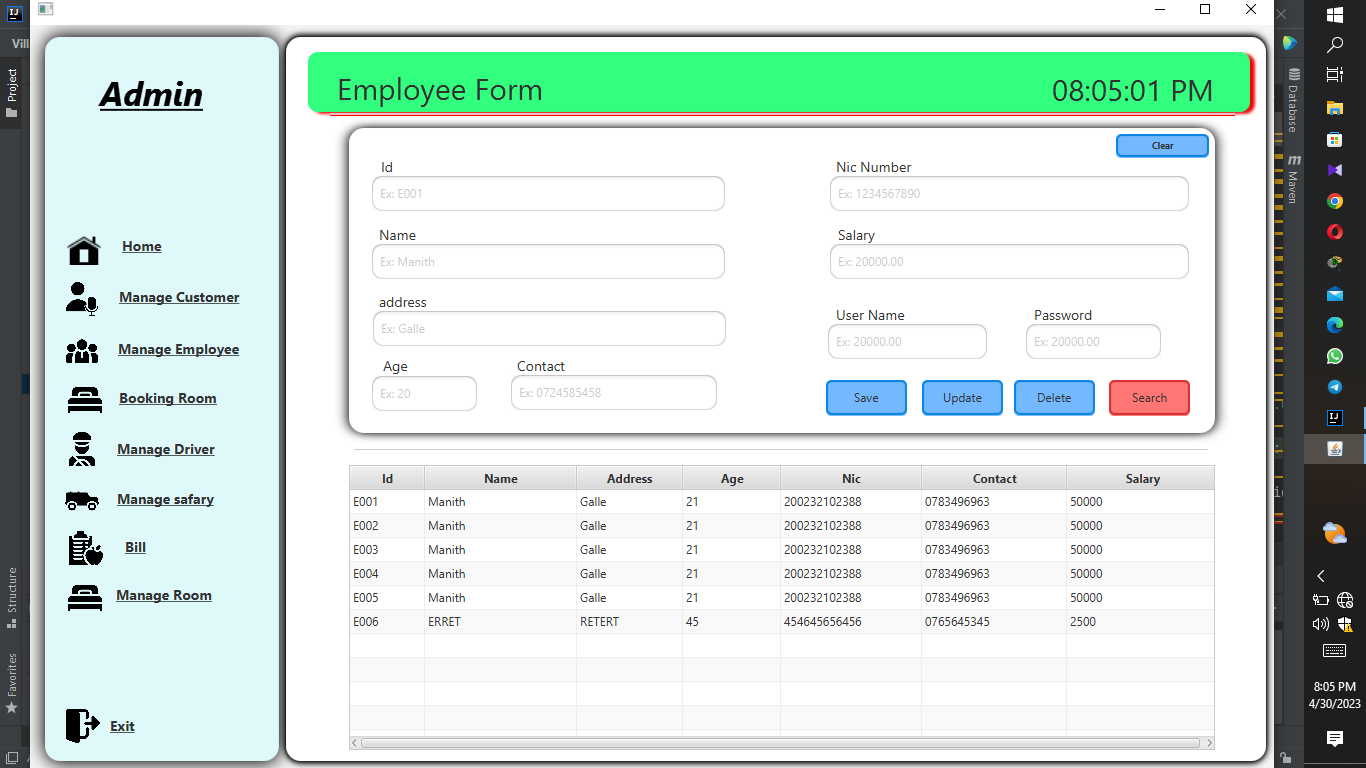 Vill
Project
Structure
Favorites
Admin
Home
Manage Customer
Manage Employee
Booking Room
Manage Driver
Manage safary
Bill
Manage Room
Exit
Employee Form 08:05:01 PM
Clear
Id Nic Number
Ex: E001 Ex: 1234567890
Name Salary
Ex: Manith Ex: 20000.00
address
Ex: Galle
User Name Password
Ex: 20000.00 Ex: 20000.00
Age Contact
Ex: 20 Ex: 0724585458
Save Update Delete Search
Id Name Address Age Nic Contact Salary
E001 Manith Galle 21 200232102388 0783496963 50000
E002 Manith Galle 21 200232102388 0783496963 50000
E003 Manith Galle 21 200232102388 0783496963 50000
E004 Manith Galle 21 200232102388 0783496963 50000
E005 Manith Galle 21 200232102388 0783496963 50000
E006 ERRET RETERT 45 454645656456 0765645345 2500
Database
m Maven
IJ
8:05 PM
4/30/2023